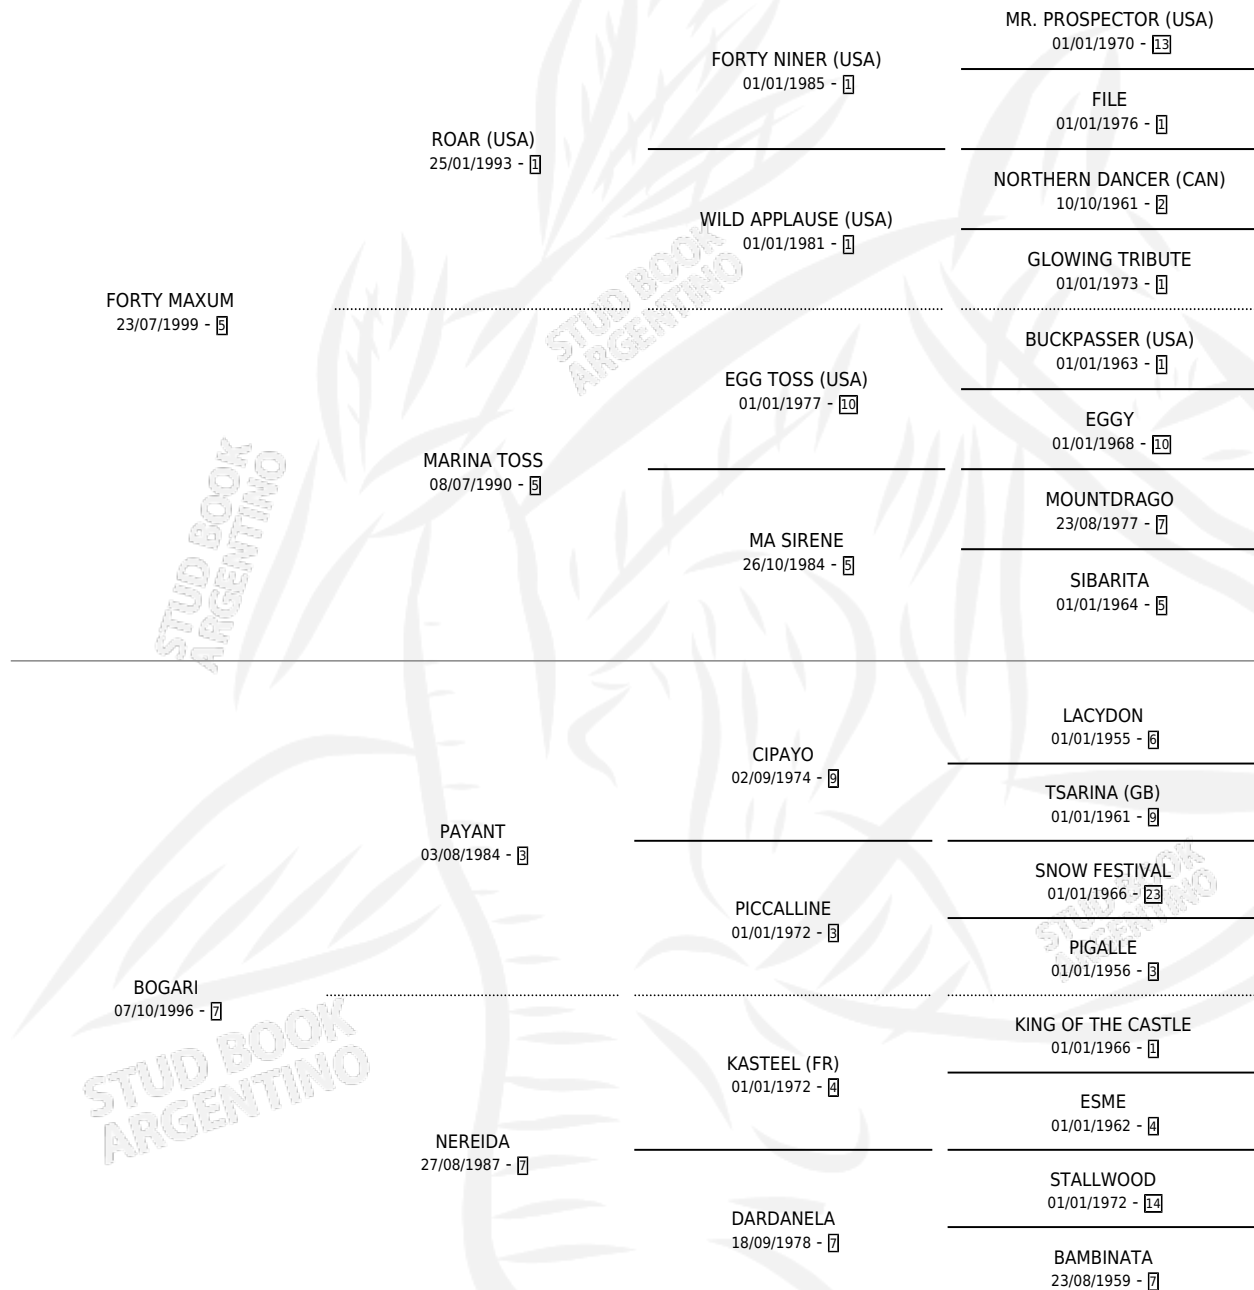 MR. PROSPECTOR (USA)
01/01/1970 - 13
FORTY NINER (USA)
01/01/1985 - 1
FILE
01/01/1976 - 1
ROAR (USA)
25/01/1993 - 1
NORTHERN DANCER (CAN)
10/10/1961 - 2
WILD APPLAUSE (USA)
01/01/1981 - 1
GLOWING TRIBUTE
01/01/1973 - 1
FORTY MAXUM
23/07/1999 - 5
BUCKPASSER (USA)
01/01/1963 - 1
EGG TOSS (USA)
01/01/1977 - 10
EGGY
01/01/1968 - 10
MARINA TOSS
08/07/1990 - 5
MOUNTDRAGO
23/08/1977 - 7
MA SIRENE
26/10/1984 - 5
SIBARITA
01/01/1964 - 5
LACYDON
01/01/1955 - 6
CIPAYO
02/09/1974 - 9
TSARINA (GB)
01/01/1961 - 9
PAYANT
03/08/1984 - 3
SNOW FESTIVAL
01/01/1966 - 23
PICCALLINE
01/01/1972 - 3
PIGALLE
01/01/1956 - 3
BOGARI
07/10/1996 - 7
KING OF THE CASTLE
01/01/1966 - 1
KASTEEL (FR)
01/01/1972 - 4
ESME
01/01/1962 - 4
NEREIDA
27/08/1987 - 7
STALLWOOD
01/01/1972 - 14
DARDANELA
18/09/1978 - 7
BAMBINATA
23/08/1959 - 7
STUD BOOK
ARGENTINO
STUD BOOK
ARGENTINO
STUD BOOK
ARGENTINO
STUD BOOK
ARGENTINO